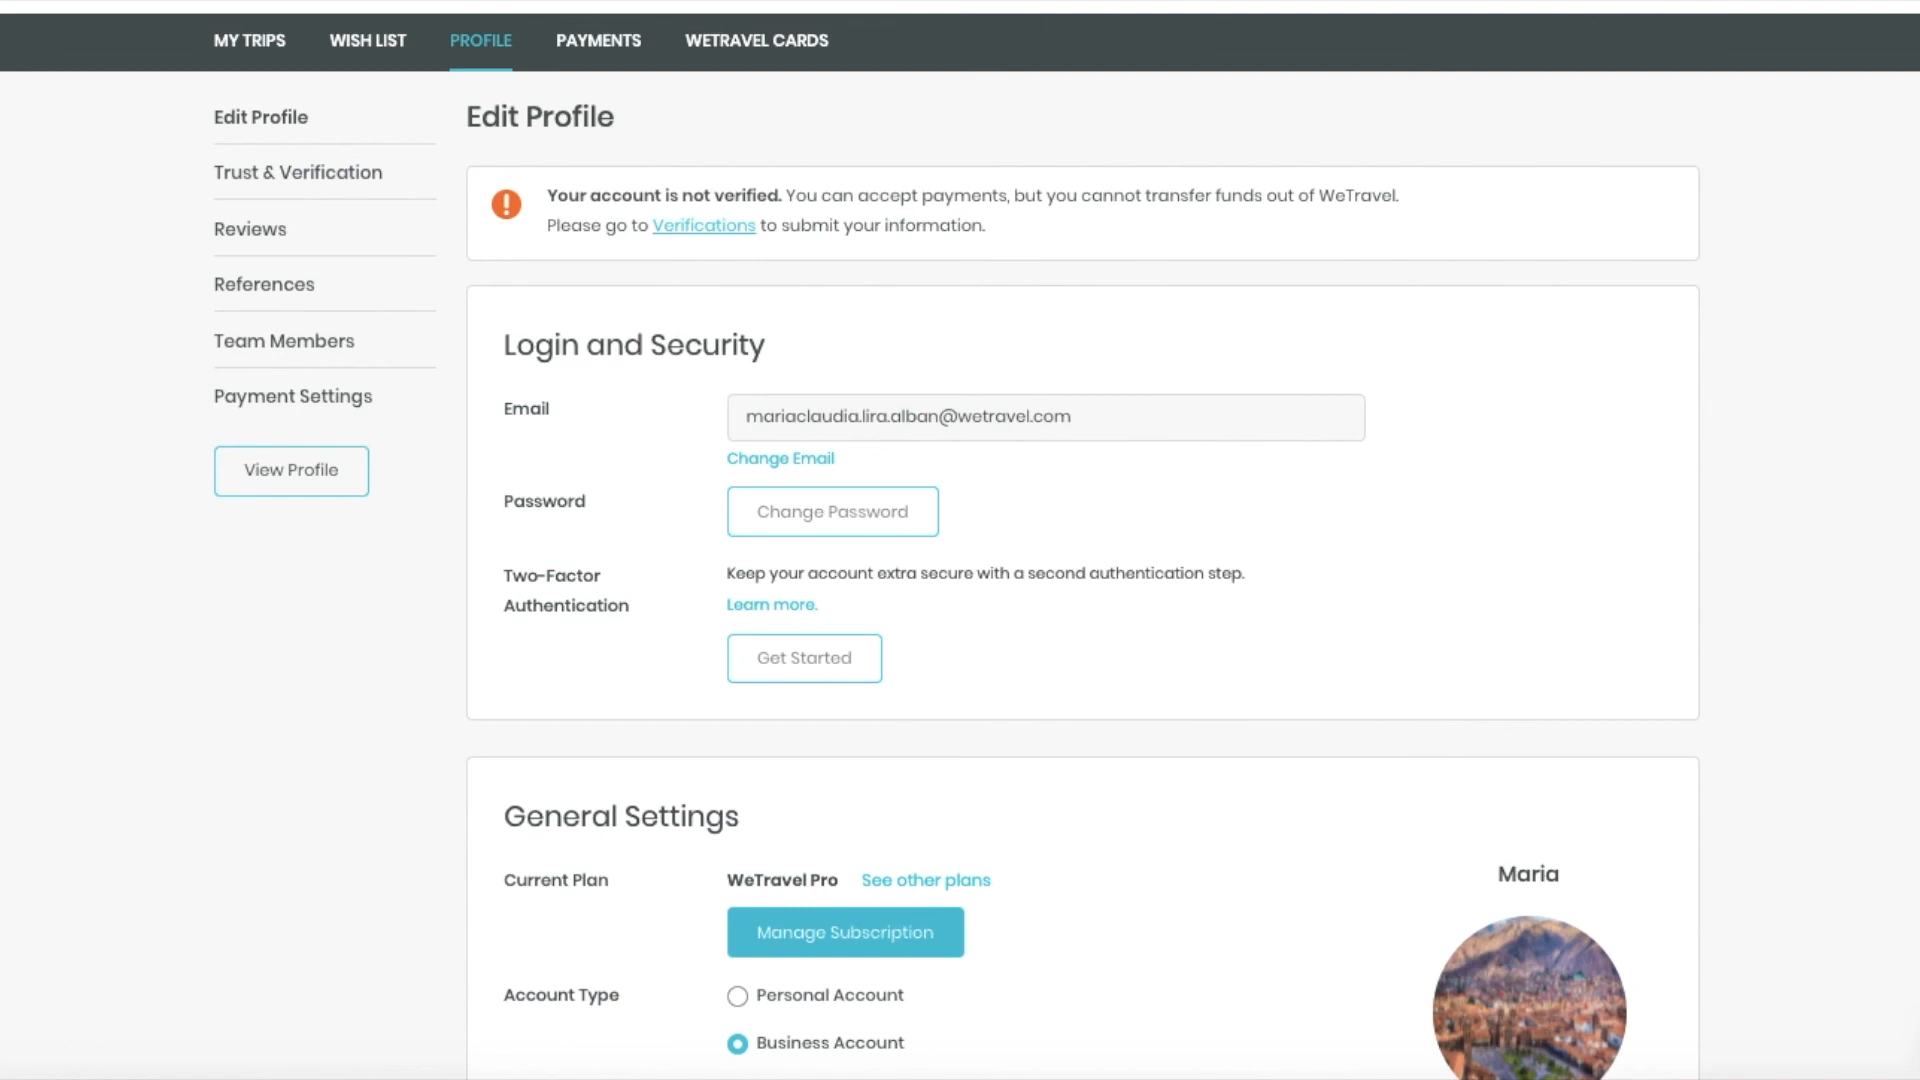 MY TRIPS WISH LIST PROFILE PAYMENTS WETRAVEL CARDS
Edit Profile
Trust & Verification
Reviews
References
Team Members
Payment Settings
View Profile
Edit Profile
Your account is not verified. You can accept payments, but you cannot transfer funds out of WeTravel.
Please go to Verifications to submit your information.
Login and Security
Email
mariaclaudia.lira.alban@wetravel.com
Change Email
Password
Change Password
Two-Factor
Authentication
Keep your account extra secure with a second authentication step.
Learn more.
Get Started
General Settings
Current Plan
WeTravel Pro See other plans
Manage Subscription
Account Type
Personal Account
Business Account
Maria